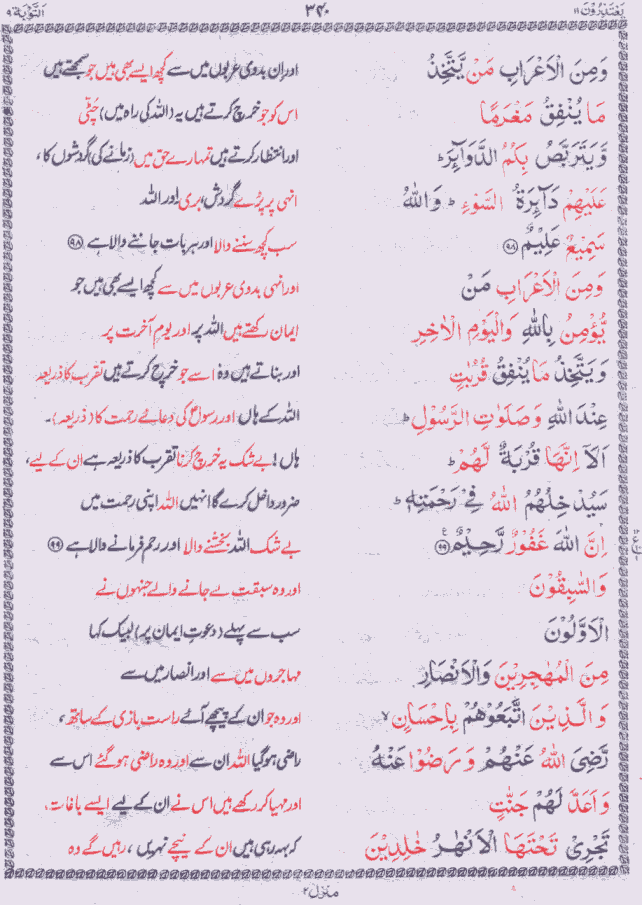 یَعْتَذِرُوْنَ ۱۱ ۳۴۰ اَلتَّوْبَة ۹
وَمِنَ الْاَعْرَابِ مَنْ یَّتَّخِذُ اور ان بدوی عربوں میں سے کچھ ایسے بھی ہیں جو سمجھتے ہیں
مَا یُنْفِقُ مَغْرَمًا اس کو جو خرچ کرتے ہیں یہ (اللہ کی راہ میں) چٹّی
وَّیَتَرَبَّصُ بِكُمُ الدَّوَآىِٕرَ ؕ اور انتظار کرتے ہیں تمہارے حق میں (زمانے کی) گردشوں کا،
عَلَیْهِمْ دَآىِٕرَةُ السَّوْءِ ؕ وَاللّٰهُ انہی پر پڑے گردش بری! اور اللہ
سَمِیْعٌ عَلِیْمٌ ﴿۹۸﴾ سب کچھ سننے والا اور ہر بات جاننے والا ہے ﴿۹۸﴾
وَمِنَ الْاَعْرَابِ مَنْ اور انہی بدوی عربوں میں سے کچھ ایسے بھی ہیں جو
یُّؤْمِنُ بِاللّٰهِ وَالْیَوْمِ الْاٰخِرِ ایمان رکھتے ہیں اللہ پر اور یومِ آخرت پر
وَیَتَّخِذُ مَا یُنْفِقُ قُرُبٰتٍ اور بناتے ہیں وہ اسے جو خرچ کرتے ہیں تقرب کا ذریعہ
عِنْدَ اللّٰهِ وَصَلَوٰتِ الرَّسُوْلِ ؕ اللہ کے ہاں اور رسولؐ کی دعائے رحمت کا (ذریعہ)۔
اَلَاۤ اِنَّهَا قُرْبَةٌ لَّهُمْ ؕ ہاں! بے شک یہ خرچ کرنا تقرب کا ذریعہ ہے ان کے لیے،
سَیُدْخِلُهُمُ اللّٰهُ فِیْ رَحْمَتِهٖ ؕ ضرور داخل کرے گا انہیں اللہ اپنی رحمت میں
اِنَّ اللّٰهَ غَفُوْرٌ رَّحِیْمٌ ﴿۹۹﴾ بے شک اللہ بخشنے والا اور رحم فرمانے والا ہے ﴿۹۹﴾
وَالسّٰبِقُوْنَ اور وہ سبقت لے جانے والے جنہوں نے
الْاَوَّلُوْنَ سب سے پہلے (دعوتِ ایمان پر) لبیک کہا
مِنَ الْمُهٰجِرِیْنَ وَالْاَنْصَارِ مہاجروں میں سے اور انصار میں سے
وَالَّذِیْنَ اتَّبَعُوْهُمْ بِاِحْسَانٍ ۙ اور وہ جو ان کے پیچھے آئے راست بازی کے ساتھ،
رَّضِیَ اللّٰهُ عَنْهُمْ وَرَضُوْا عَنْهُ راضی ہوگیا اللہ ان سے اور وہ راضی ہوگئے اس سے
وَاَعَدَّ لَهُمْ جَنّٰتٍ اور مہیا کر رکھے ہیں اس نے ان کے لیے ایسے باغات،
تَجْرِیْ تَحْتَهَا الْاَنْهٰرُ خٰلِدِیْنَ کہ بہہ رہی ہیں ان کے نیچے نہریں، رہیں گے وہ
منزل ۲